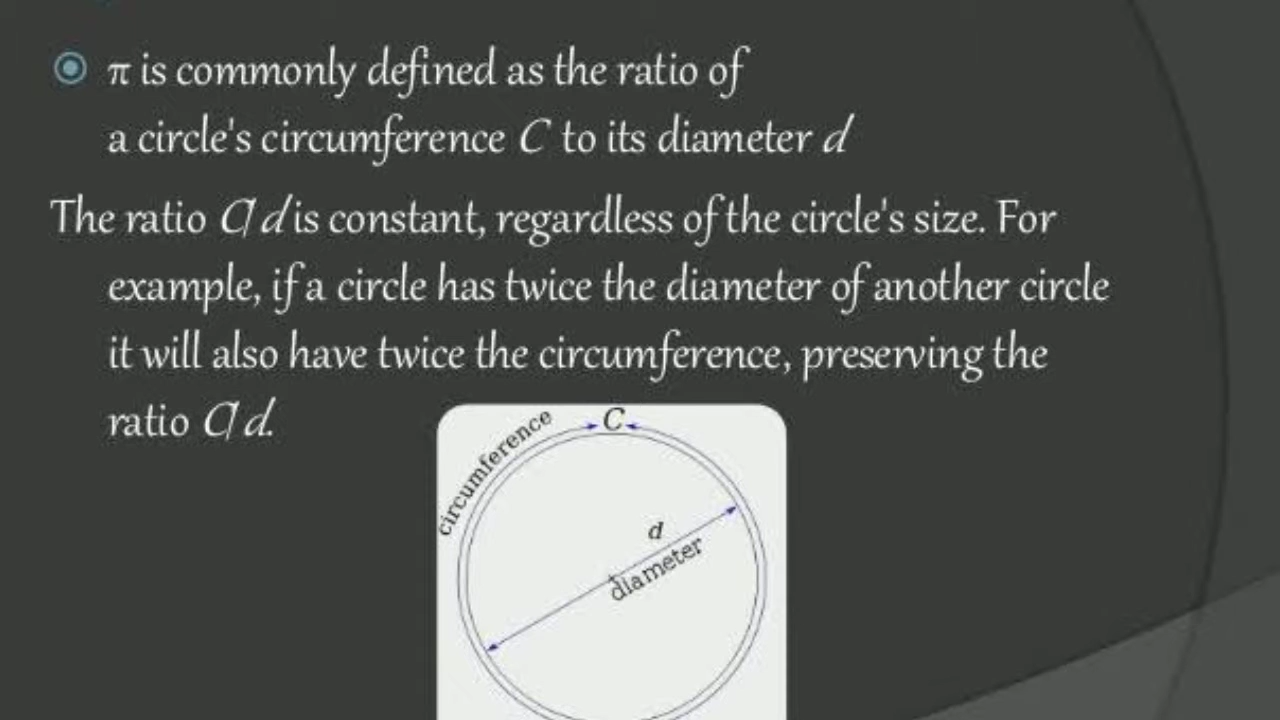 π is commonly defined as the ratio of
a circle's circumference C to its diameter d
The ratio C/d is constant, regardless of the circle's size. For
example, if a circle has twice the diameter of another circle
it will also have twice the circumference, preserving the
ratio C/d.
circumference
C
d
diameter